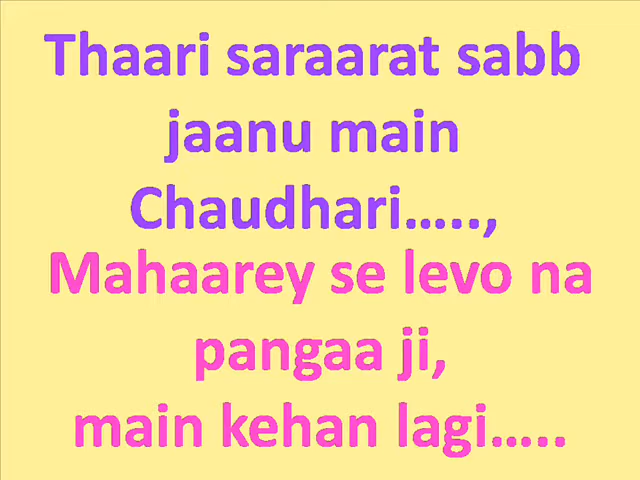 Thaari saraarat sabb
jaanu main
Chaudhari.....,
Mahaarey se levo na
pangaa ji,
main kehan lagi.....